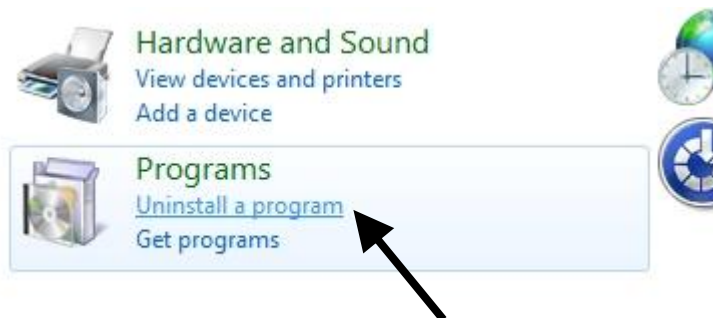 Hardware and Sound
View devices and printers
Add a device
Programs
Uninstall a program
Get programs